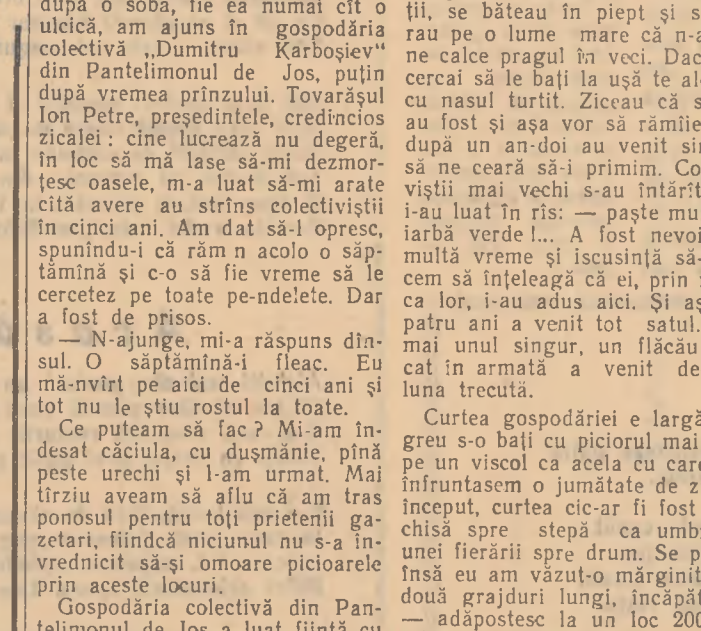 după o sobă, fie ea numai cît o
ulcică, am ajuns în gospodăria
colectivă „Dumitru Karboşiev"
din Pantelimonul de Jos, puţin
după vremea prînzului. Tovarăşul
Ion Petre, preşedintele, credincios
zicalei: cine lucrează nu degeră,
în loc să mă lase să-mi dezmor-
ţesc oasele, m-a luat să-mi arate
cîtă avere au strîns colectiviştii
în cinci ani. Am dat să-l opresc,
spunîndu-i că răm n acolo o săp-
tămînă şi c-o să fie vreme să le
cercetez pe toate pe-ndelete. Dar
a fost de prisos.
— N-ajunge, mi-a răspuns dîn-
sul. O săptămînă-i fleac. Eu
mă-nvîrt pe aici de cinci ani şi
tot nu le ştiu rostul la toate.
Ce puteam să fac? Mi-am în-
desat căciula, cu duşmănie, pînă
peste urechi şi l-am urmat. Mai
tîrziu aveam să aflu că am tras
ponosul pentru toţi prietenii ga-
zetari, fiindcă niciunul nu s-a în-
vrednicit să-şi omoare picioarele
prin aceste locuri.
Gospodăria colectivă din Pan-
telimonul de Jos a luat fiinţă cu
ţii, se băteau în piept şi s
rau pe o lume mare că n-a
ne calce pragul în veci. Dac
cercai să le baţi la uşă te al
cu nasul turtit. Ziceau că s
au fost şi aşa vor să rămîie
după un an-doi au venit sin
să ne ceară să-i primim. Co
viştii mai vechi s-au întărît
i-au luat în rîs: — paşte mu
iarbă verde!... A fost nevoi
multă vreme şi iscusinţă să-
cem să înţeleagă că ei, prin
ca lor, i-au adus aici. Şi aş
patru ani a venit tot satul.
mai unul singur, un flăcău
cat în armată a venit de
luna trecută.
Curtea gospodăriei e largă
greu s-o baţi cu piciorul mai
pe un viscol ca acela cu care
înfruntasem o jumătate de z
început, curtea cic-ar fi fost
chisă spre stepă ca umb
unei fierării spre drum. Se p
însă eu am văzut-o mărginit
două grajduri lungi, încăpăt
— adăpostesc la un loc 200